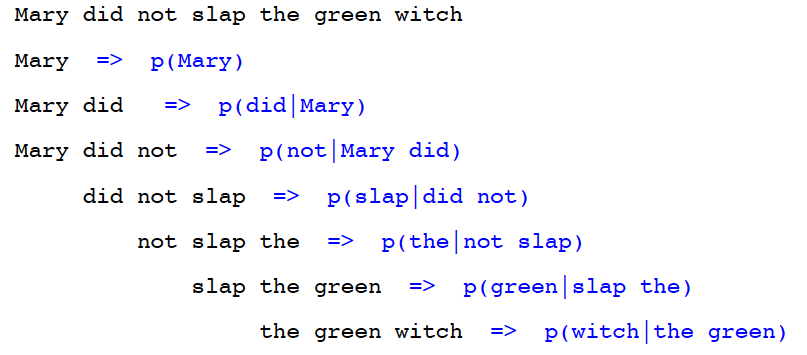 Mary did not slap the green witch
Mary => p(Mary)
Mary did => p(did|Mary)
Mary did not => p(not|Mary did)
did not slap => p(slap|did not)
not slap the => p(the|not slap)
slap the green => p(green|slap the)
the green witch => p(witch|the green)